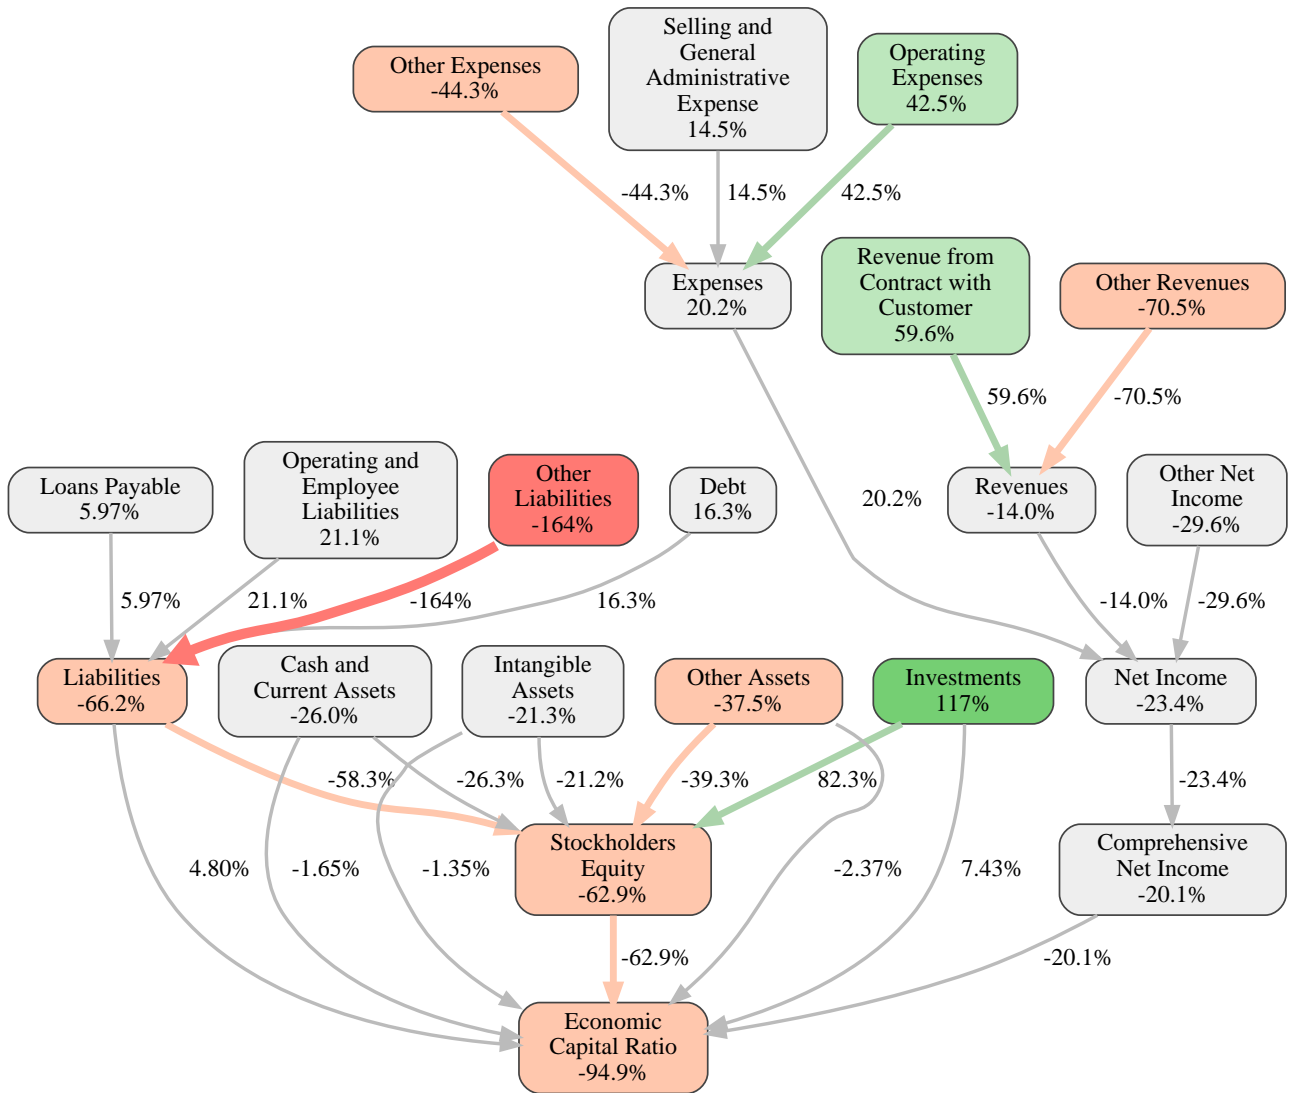 Other Expenses
-44.3%
Selling and
General
Administrative
Expense
14.5%
Operating
Expenses
42.5%
-44.3%
14.5%
42.5%
Expenses
20.2%
Revenue from
Contract with
Customer
59.6%
Other Revenues
-70.5%
59.6%
-70.5%
Loans Payable
5.97%
Operating and
Employee
Liabilities
21.1%
Other
Liabilities
-164%
Debt
16.3%
20.2%
Revenues
-14.0%
Other Net
Income
-29.6%
5.97%
21.1%
-164%
16.3%
-14.0%
-29.6%
Liabilities
-66.2%
Cash and
Current Assets
-26.0%
Intangible
Assets
-21.3%
Other Assets
-37.5%
Investments
117%
Net Income
-23.4%
-58.3%
-26.3%
-21.2%
-39.3%
82.3%
-23.4%
4.80%
-1.65%
-1.35%
Stockholders
Equity
-62.9%
-2.37%
7.43%
Comprehensive
Net Income
-20.1%
-62.9%
-20.1%
Economic
Capital Ratio
-94.9%